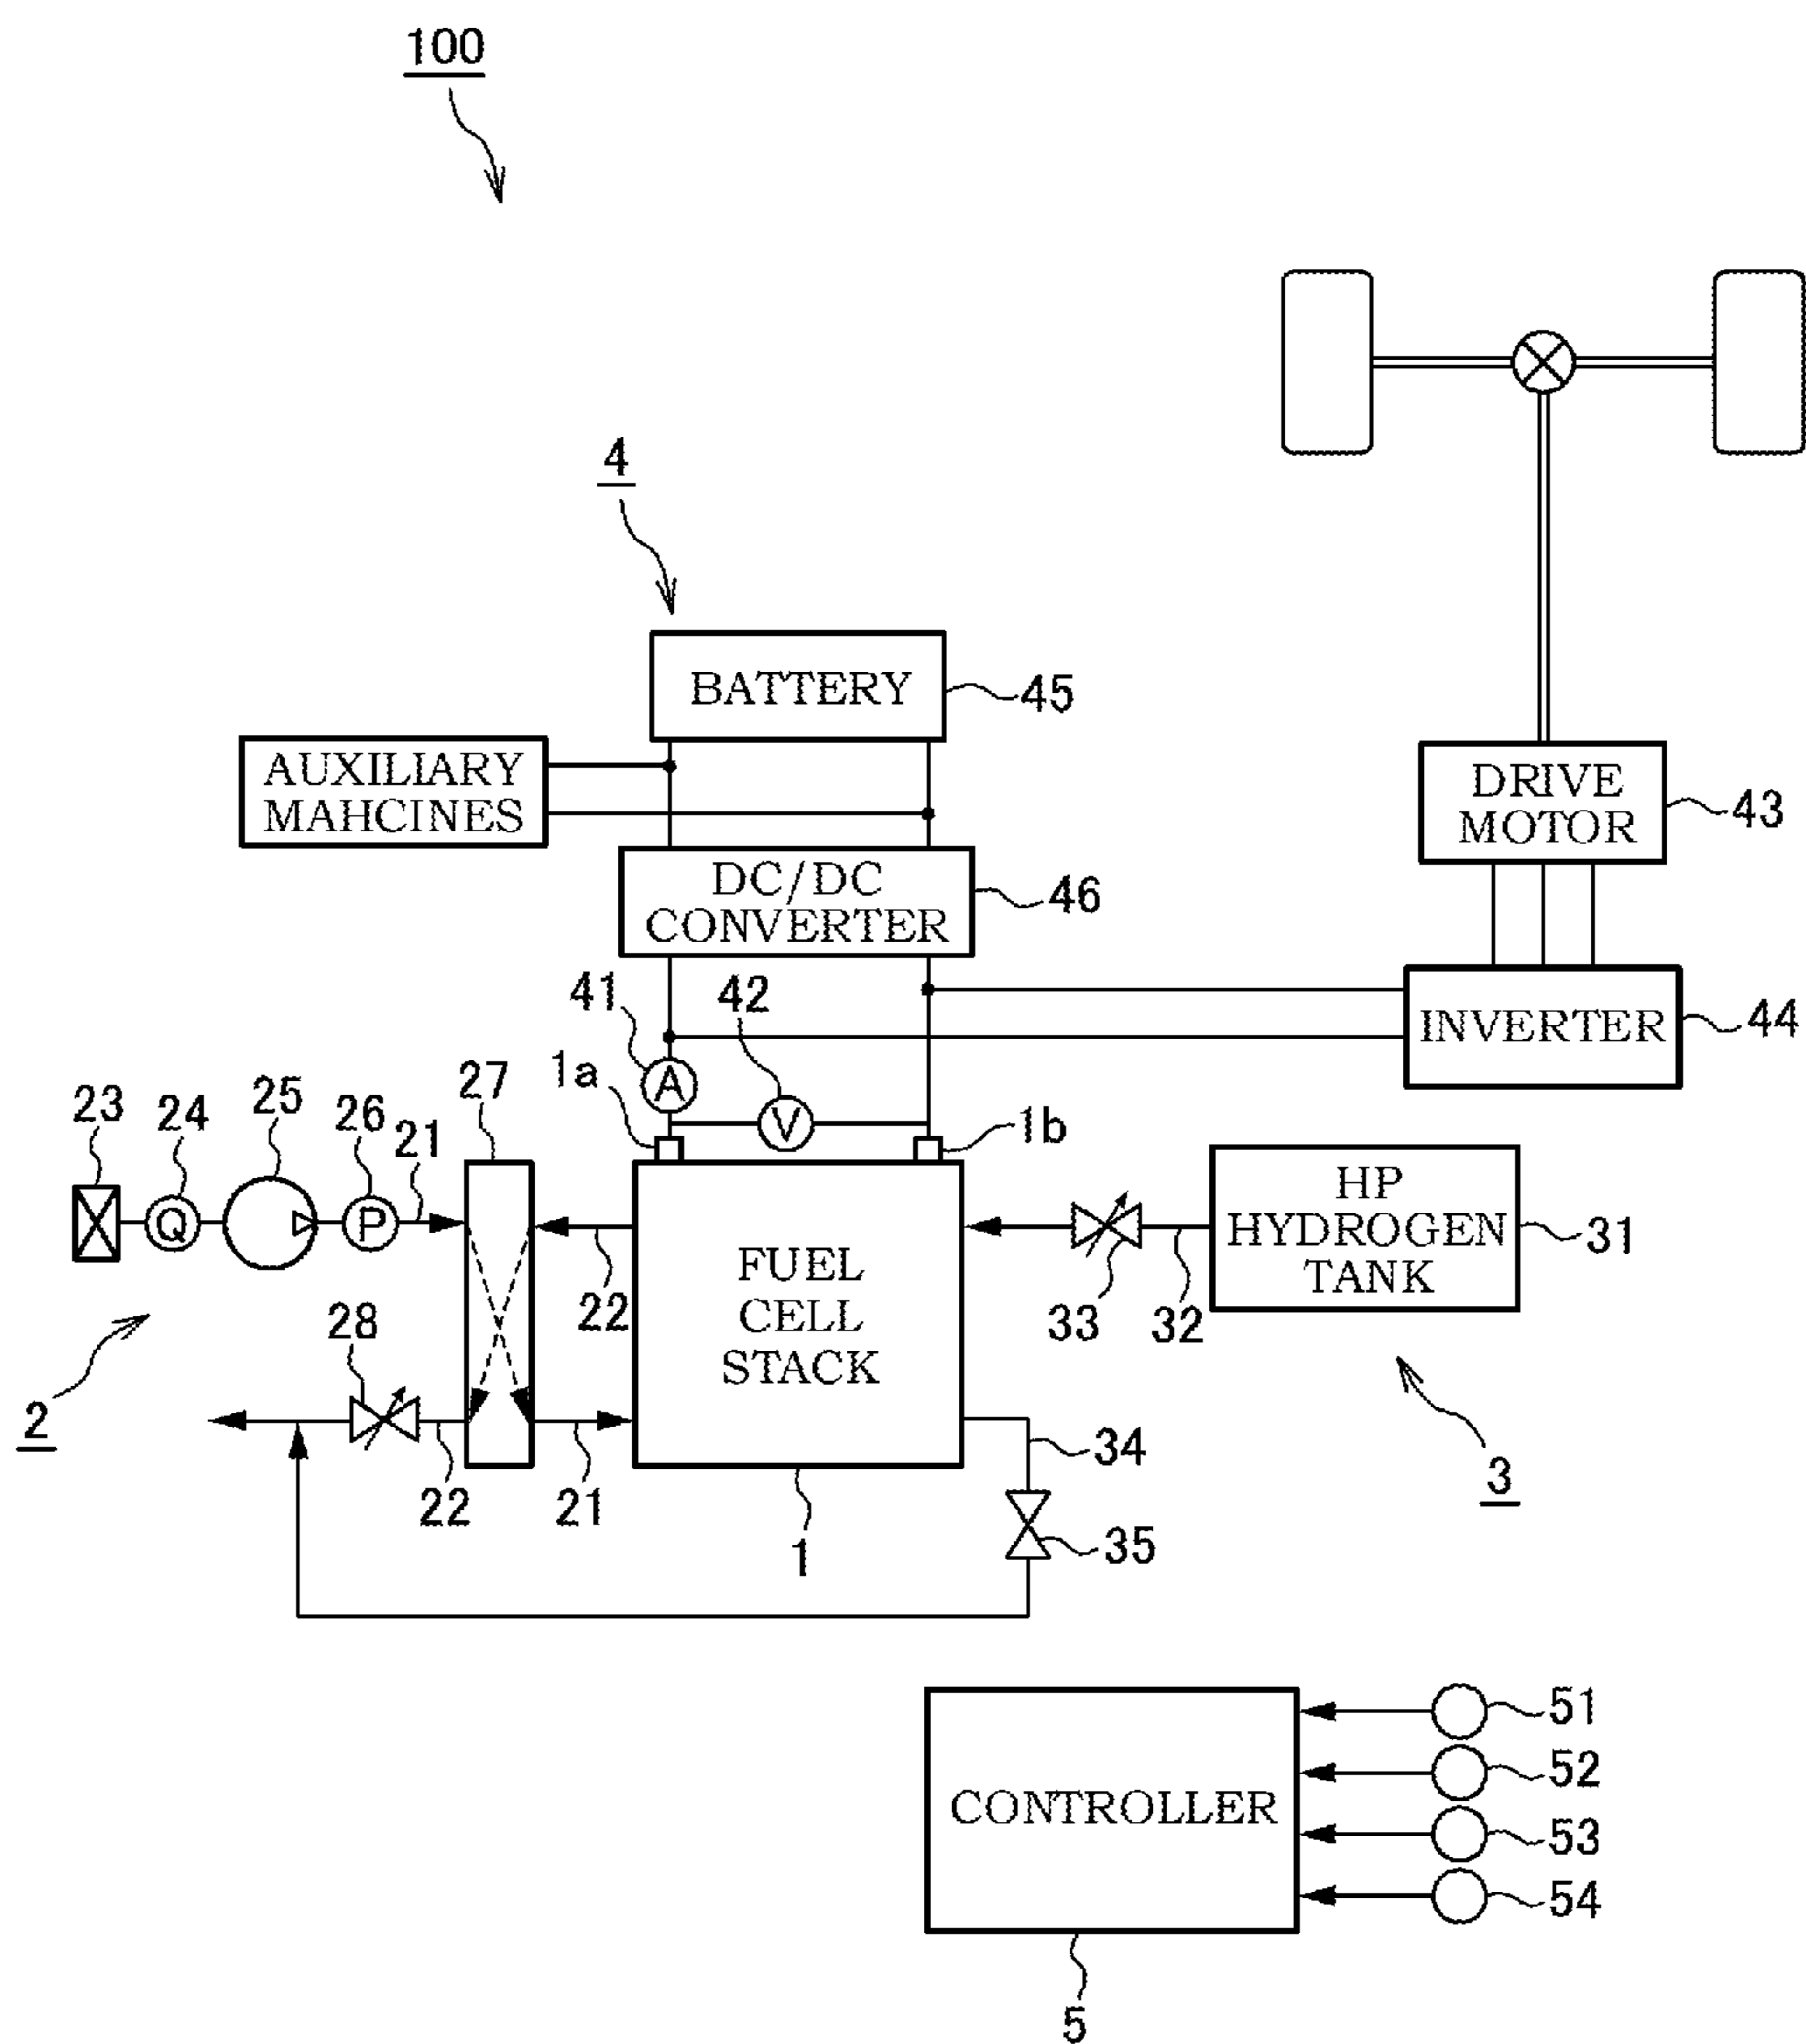 100
4
BATTERY
45
AUXILIARY
MAHCINES
DRIVE
MOTOR
43
DC/DC
CONVERTER
46
41
42
INVERTER
44
1a
A
V
1b
23
24
25
26
21
27
Q
P
22
FUEL
CELL
STACK
HP
HYDROGEN
TANK
31
33
32
28
2
22
21
1
34
35
3
CONTROLLER
51
52
53
54
5